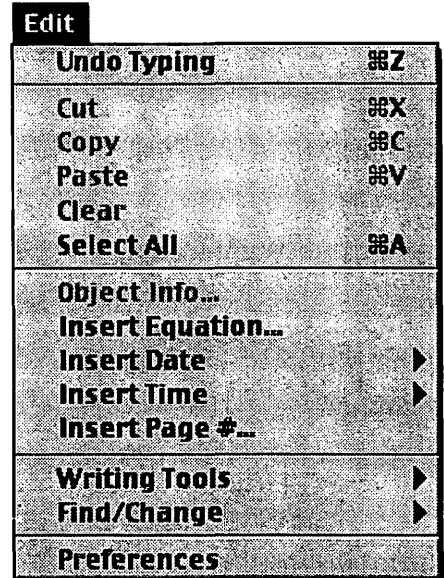 Edit
Undo Typing ⌘Z
Cut ⌘X
Copy ⌘C
Paste ⌘V
Clear
Select All ⌘A
Object Info...
Insert Equation...
Insert Date
Insert Time
Insert Page #...
Writing Tools
Find/Change
Preferences